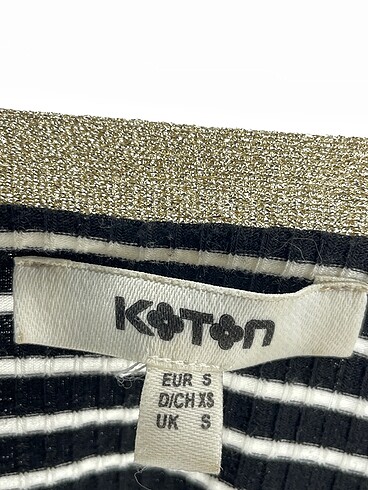 KOTON
EUR S
D/CH XS
UK S